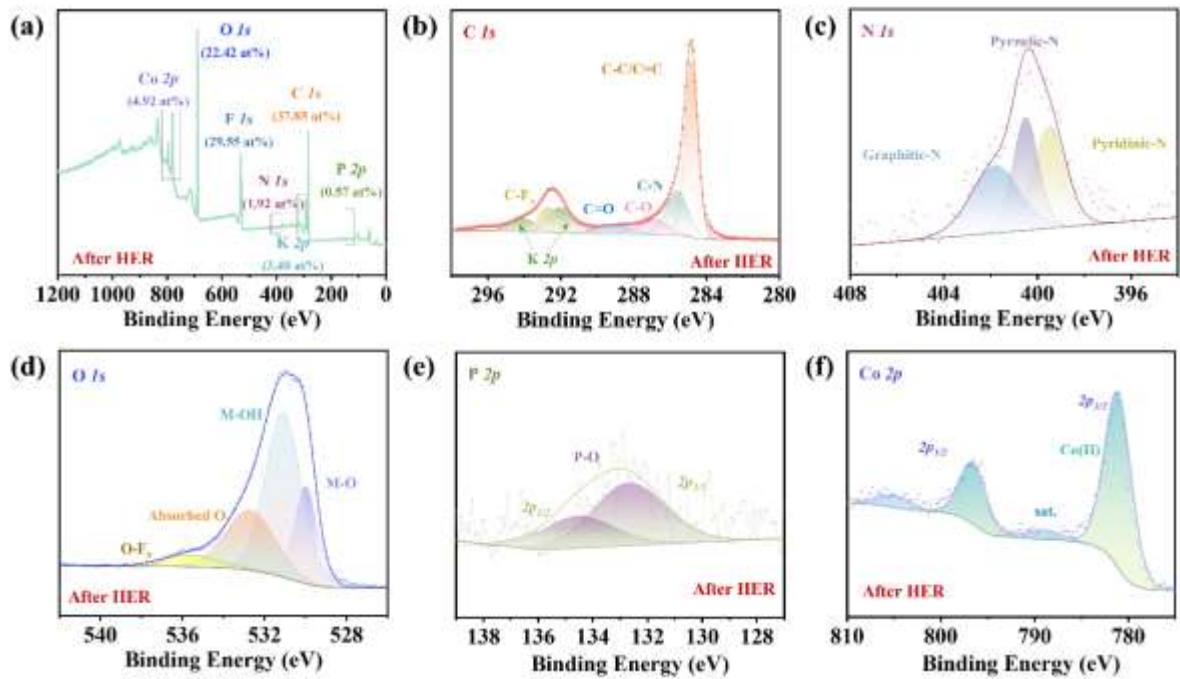 (a)
O 1s
(22.42 at%)
Co 2p
(4.92 at%)
C 1s
(37.85 at%)
F 1s
(29.55 at%)
P 2p
(0.57 at%)
N 1s
(1.92 at%)
K 2p
After HER
1200 1000 800 600 400 200 0
Binding Energy (eV)
(b)
C 1s
C-C/C=C
C-N
C-Fx
C=O
C-O
K 2p
After HER
296 292 288 284 280
Binding Energy (eV)
(c)
N 1s
Pyrrolic-N
Graphitic-N
Pyridinic-N
After HER
408 404 400 396
Binding Energy (eV)
(d)
O 1s
M-OH
M-O
Absorbed O
O-Fx
After HER
540 536 532 528
Binding Energy (eV)
(e)
P 2p
P-O
2p1/2
2p3/2
After HER
138 136 134 132 130 128
Binding Energy (eV)
(f)
Co 2p
2p3/2
2p1/2
Co(II)
sat.
After HER
810 800 790 780
Binding Energy (eV)